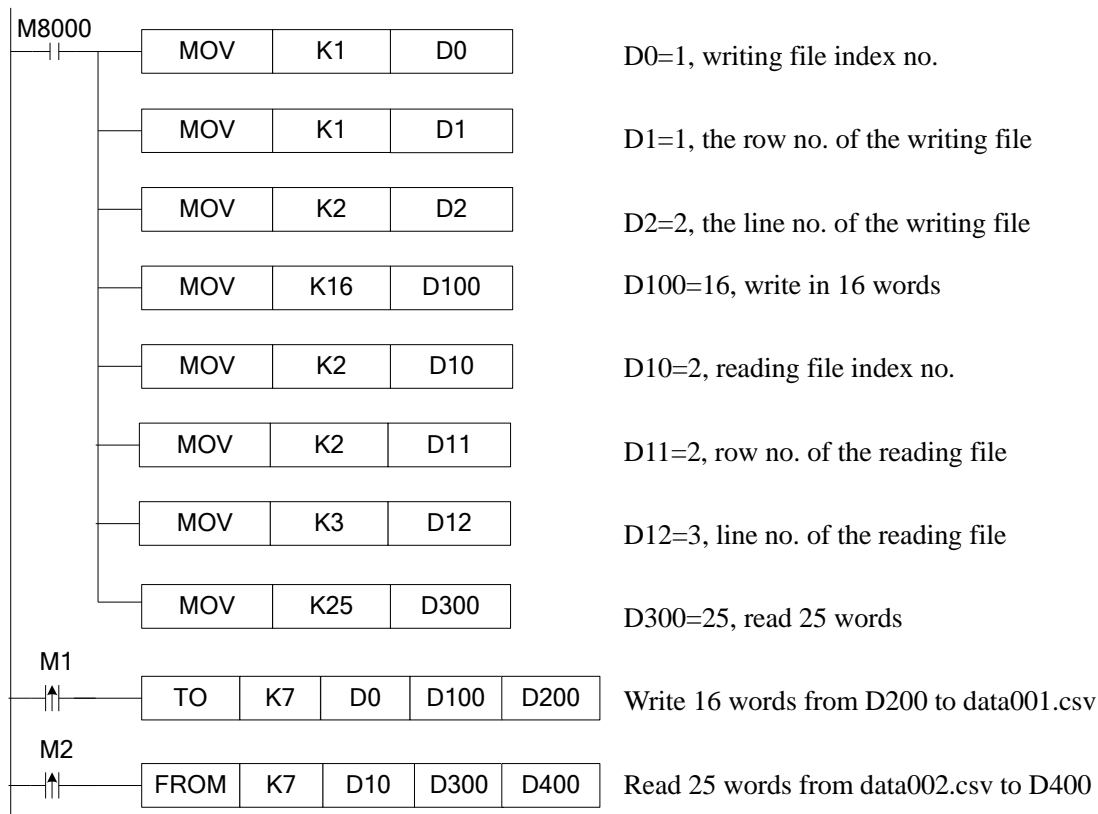 M8000
MOV K1 D0 D0=1, writing file index no.
MOV K1 D1 D1=1, the row no. of the writing file
MOV K2 D2 D2=2, the line no. of the writing file
MOV K16 D100 D100=16, write in 16 words
MOV K2 D10 D10=2, reading file index no.
MOV K2 D11 D11=2, row no. of the reading file
MOV K3 D12 D12=3, line no. of the reading file
MOV K25 D300 D300=25, read 25 words
M1
TO K7 D0 D100 D200 Write 16 words from D200 to data001.csv
M2
FROM K7 D10 D300 D400 Read 25 words from data002.csv to D400